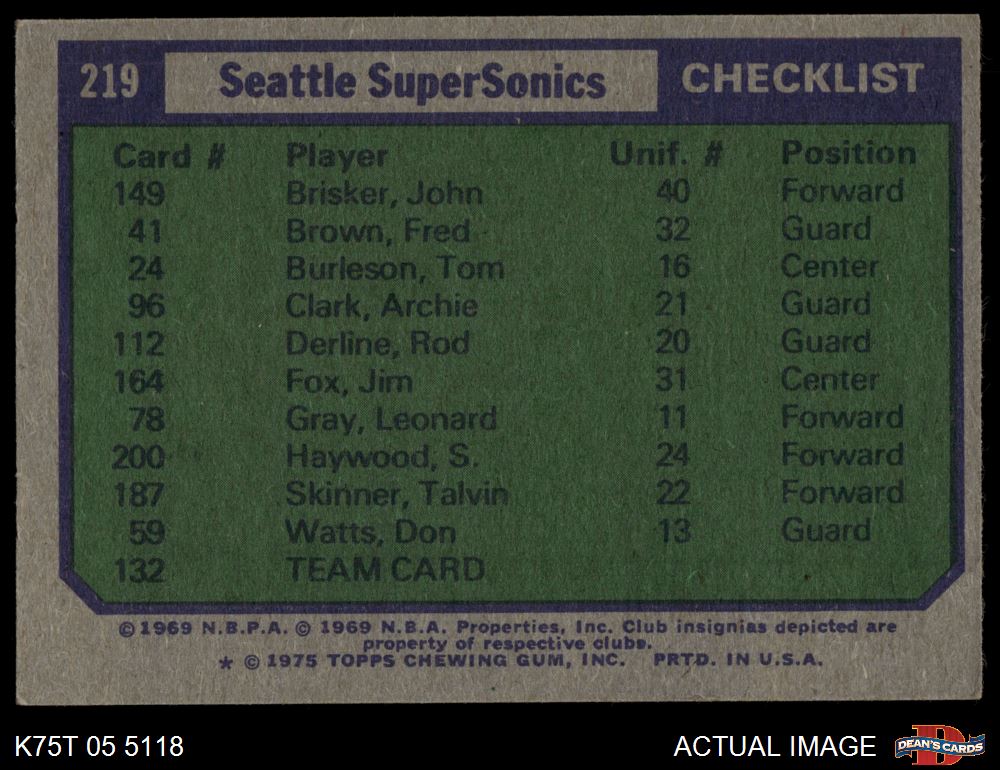 219 Seattle SuperSonics CHECKLIST
Card # Player Unif. # Position
149 Brisker, John 40 Forward
41 Brown, Fred 32 Guard
24 Burleson, Tom 16 Center
96 Clark, Archie 21 Guard
112 Derline, Rod 20 Guard
164 Fox, Jim 31 Center
78 Gray, Leonard 11 Forward
200 Haywood, S. 24 Forward
187 Skinner, Talvin 22 Forward
59 Watts, Don 13 Guard
132 TEAM CARD
© 1969 N.B.P.A. © 1969 N.B.A. Properties, Inc. Club insignias depicted are
property of respective clubs.
* © 1975 TOPPS CHEWING GUM, INC. PRTD. IN U.S.A.
K75T 05 5118 ACTUAL IMAGE DEAN'S CARDS